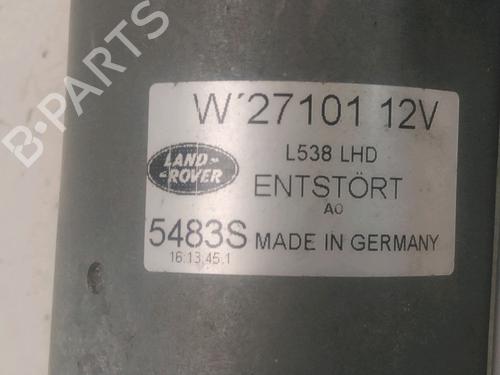 B-PARTS
W´27101 12V
L538 LHD
LAND-
-ROVER
ENTSTÖRT
A0
5483S MADE IN GERMANY
16.13.45.1